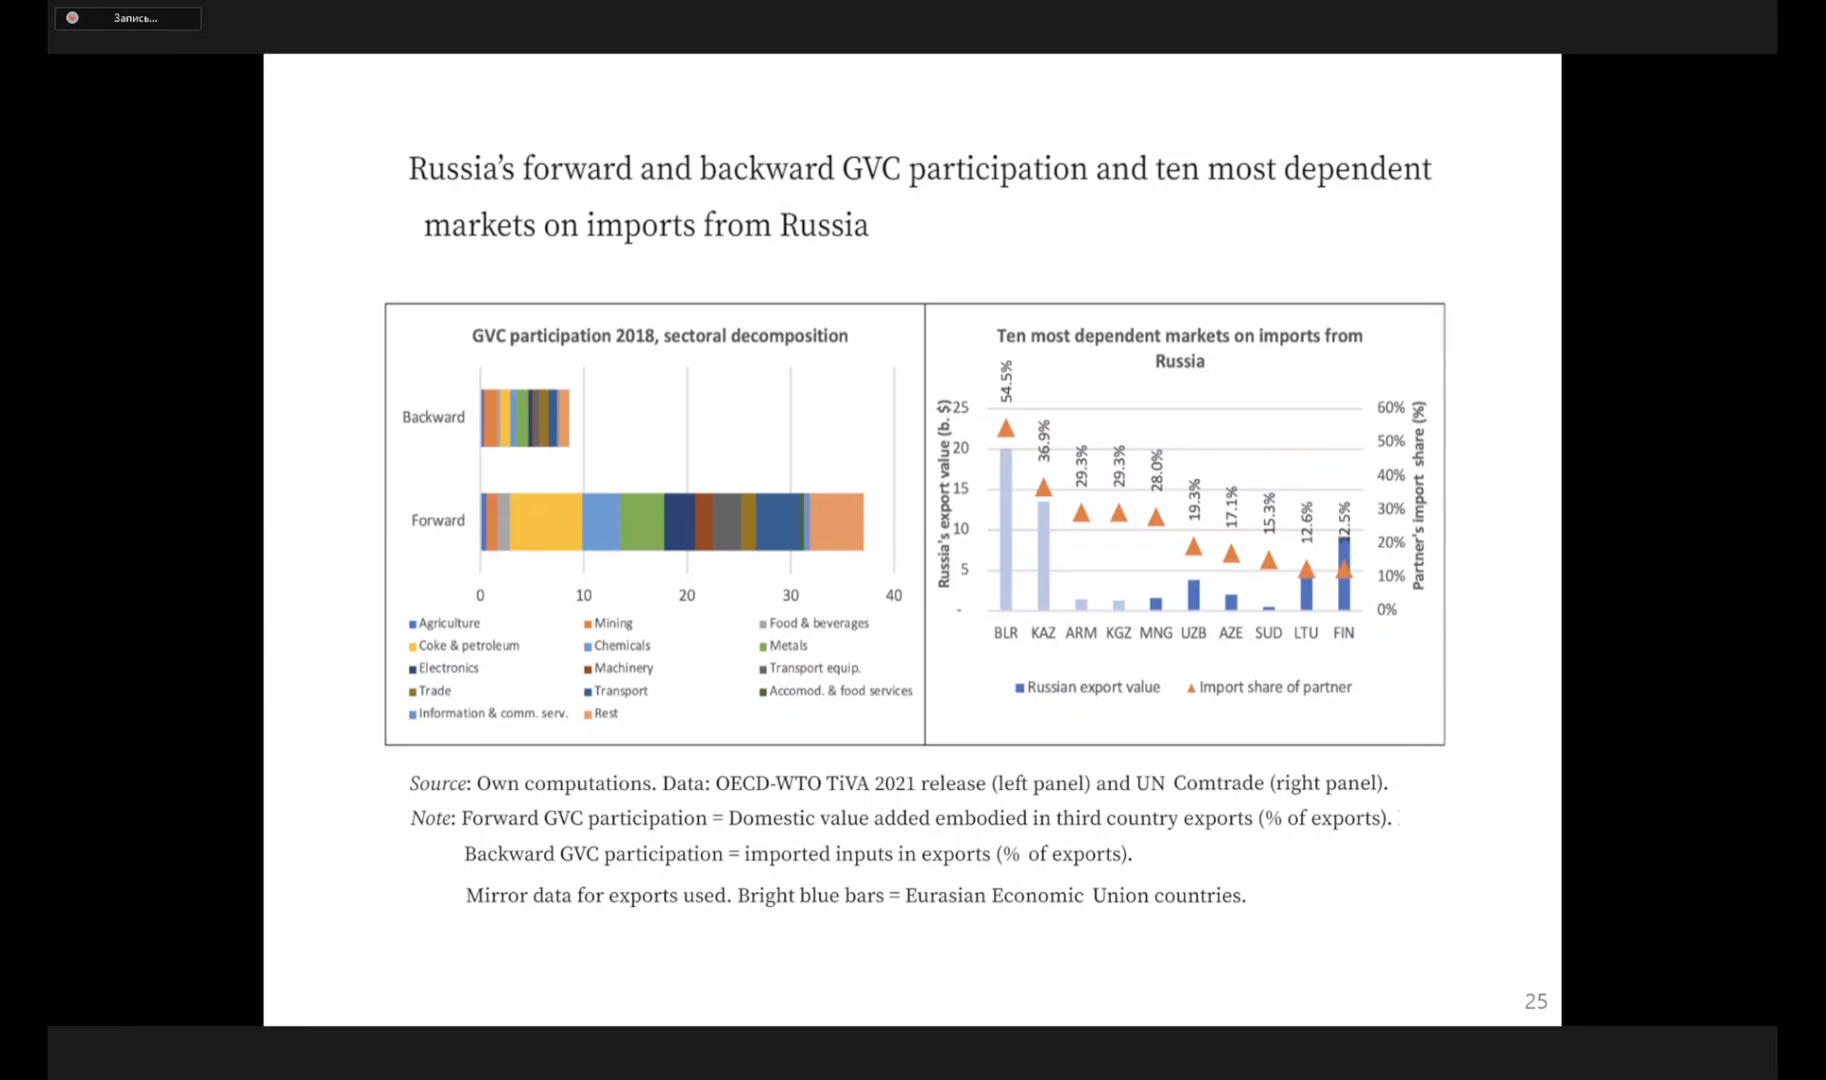 Запись...
Russia’s forward and backward GVC participation and ten most dependent
markets on imports from Russia
GVC participation 2018, sectoral decomposition
Backward
Forward
0 10 20 30 40
Agriculture Mining Food & beverages
Coke & petroleum Chemicals Metals
Electronics Machinery Transport equip.
Trade Transport Accomod. & food services
Information & comm. serv. Rest
Ten most dependent markets on imports from
Russia
Russia's export value (b. $)
25
20
15
10
5
-
54.5%
36.9%
29.3%
29.3%
28.0%
19.3%
17.1%
15.3%
12.6%
12.5%
60%
50%
40%
30%
20%
10%
0%
Partner's import share (%)
BLR KAZ ARM KGZ MNG UZB AZE SUD LTU FIN
Russian export value Import share of partner
Source: Own computations. Data: OECD-WTO TiVA 2021 release (left panel) and UN Comtrade (right panel).
Note: Forward GVC participation = Domestic value added embodied in third country exports (% of exports).
Backward GVC participation = imported inputs in exports (% of exports).
Mirror data for exports used. Bright blue bars = Eurasian Economic Union countries.
25